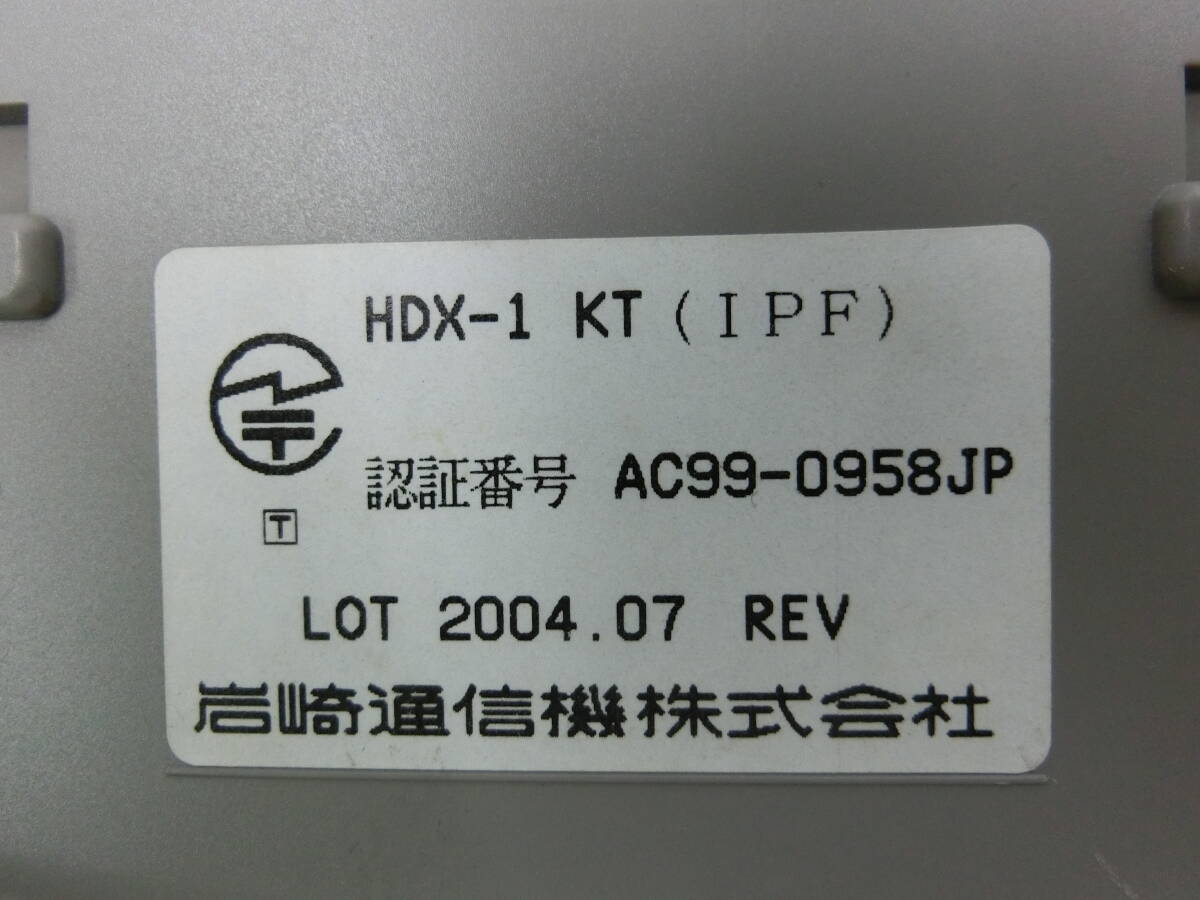 HDX-1 KT(IPF)
認証番号 AC99-0958JP
T
LOT 2004.07 REV
岩崎通信機株式会社